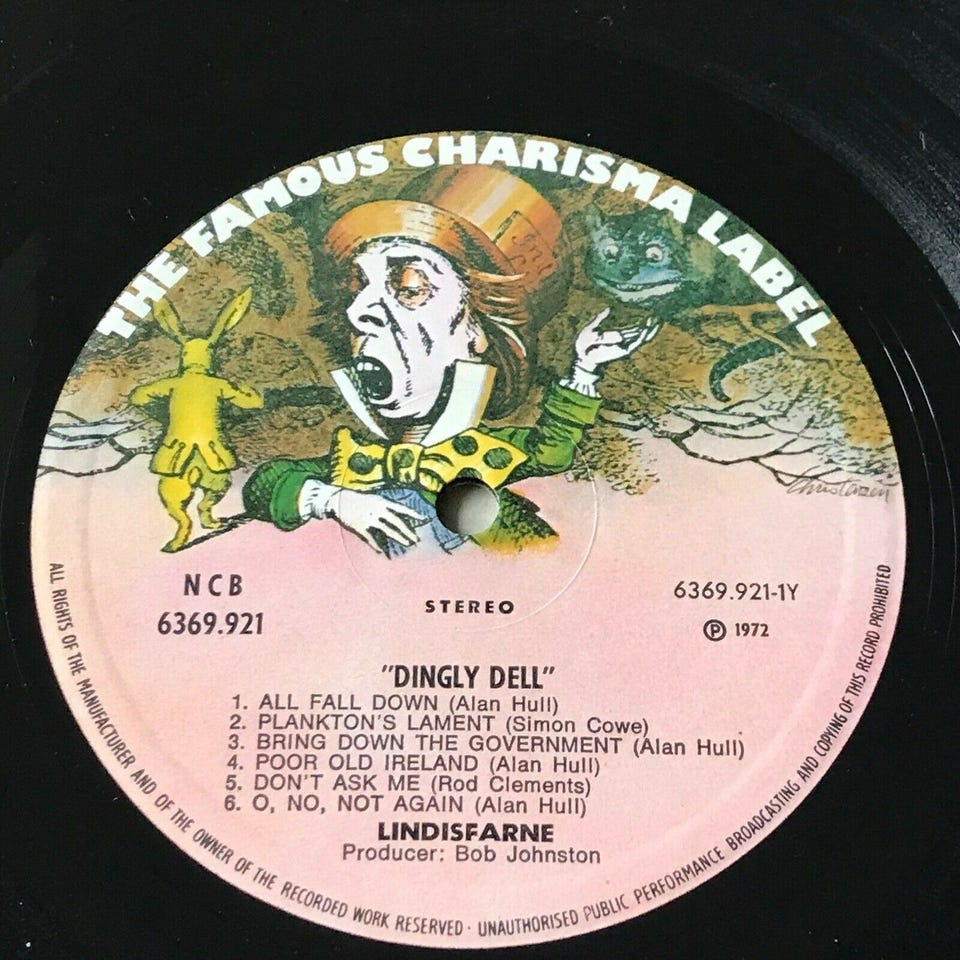 THE FAMOUS CHARISMA LABEL
Christensen
NCB
6369.921
STEREO
6369.921-1Y
Ⓟ 1972
"DINGLY DELL"
1. ALL FALL DOWN (Alan Hull)
2. PLANKTON'S LAMENT (Simon Cowe)
3. BRING DOWN THE GOVERNMENT (Alan Hull)
4. POOR OLD IRELAND (Alan Hull)
5. DON'T ASK ME (Rod Clements)
6. O, NO, NOT AGAIN (Alan Hull)
LINDISFARNE
Producer: Bob Johnston
ALL RIGHTS OF THE MANUFACTURER AND OF THE OWNER OF THE RECORDED WORK RESERVED · UNAUTHORISED PUBLIC PERFORMANCE BROADCASTING AND COPYING OF THIS RECORD PROHIBITED